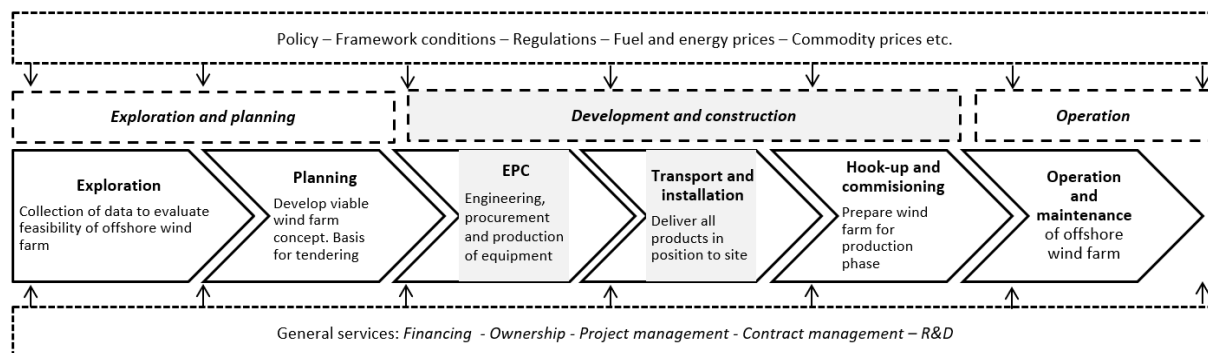 Policy – Framework conditions – Regulations – Fuel and energy prices – Commodity prices etc.
Exploration and planning
Development and construction
Operation
Exploration
Collection of data to evaluate
feasibility of offshore wind
farm
Planning
Develop viable
wind farm
concept. Basis
for tendering
EPC
Engineering,
procurement
and production
of equipment
Transport and
installation
Deliver all
products in
position to site
Hook-up and
commisioning
Prepare wind
farm for
production
phase
Operation
and
maintenance
of offshore
wind farm
General services: Financing - Ownership - Project management - Contract management – R&D